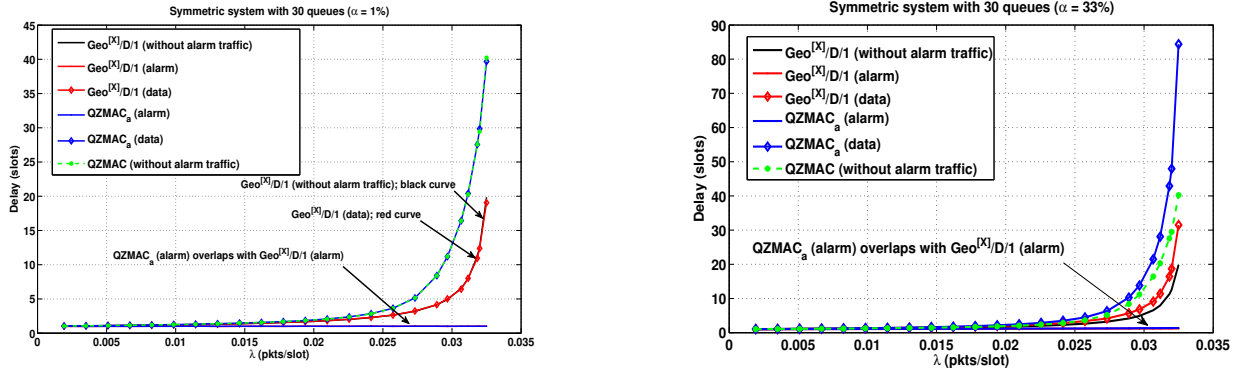 Symmetric system with 30 queues (α = 1%)
Geo[X]/D/1 (without alarm traffic)
Geo[X]/D/1 (alarm)
Geo[X]/D/1 (data)
QZMACa (alarm)
QZMACa (data)
QZMAC (without alarm traffic)
Geo[X]/D/1 (without alarm traffic); black curve
Geo[X]/D/1 (data); red curve
QZMACa (alarm) overlaps with Geo[X]/D/1 (alarm)
Delay (slots)
45
40
35
30
25
20
15
10
5
0
0 0.005 0.01 0.015 0.02 0.025 0.03 0.035
λ (pkts/slot)
Symmetric system with 30 queues (α = 33%)
Geo[X]/D/1 (without alarm traffic)
Geo[X]/D/1 (alarm)
Geo[X]/D/1 (data)
QZMACa (alarm)
QZMACa (data)
QZMAC (without alarm traffic)
QZMACa (alarm) overlaps with Geo[X]/D/1 (alarm)
Delay (slots)
90
80
70
60
50
40
30
20
10
0
0 0.005 0.01 0.015 0.02 0.025 0.03 0.035
λ (pkts/slot)